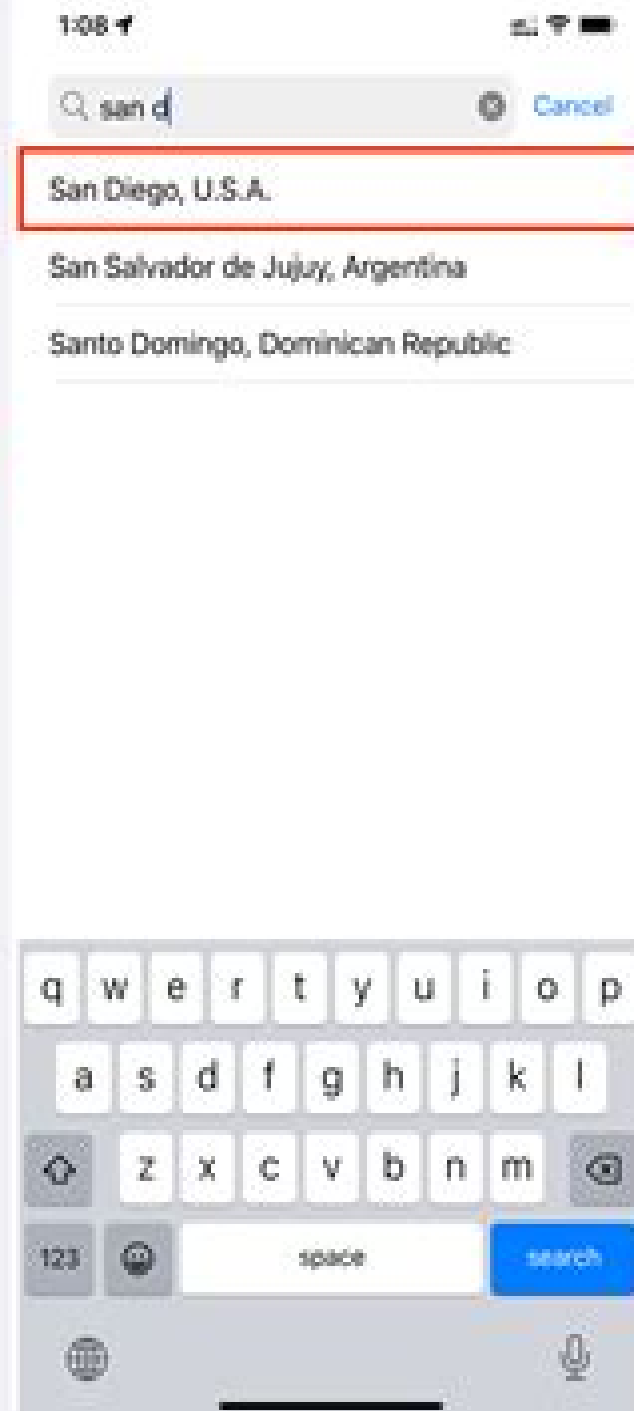 1:08
san d
Cancel
San Diego, U.S.A.
San Salvador de Jujuy, Argentina
Santo Domingo, Dominican Republic
q w e r t y u i o p
a s d f g h j k l
z x c v b n m
123 space search